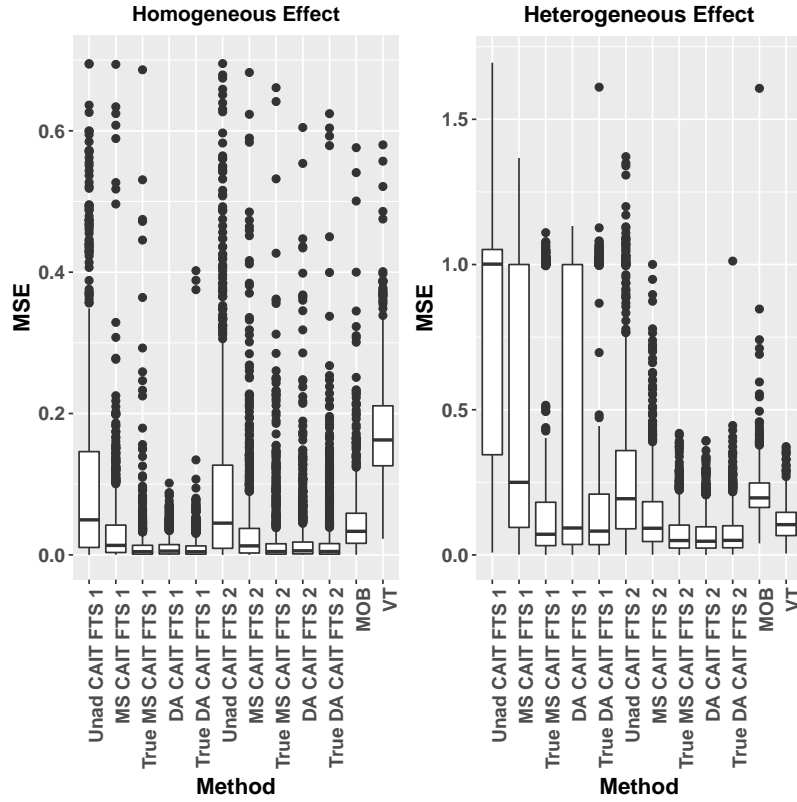 Homogeneous Effect
MSE
0.6
0.4
0.2
0.0
Unad CAIT FTS 1
MS CAIT FTS 1
True MS CAIT FTS 1
DA CAIT FTS 1
True DA CAIT FTS 1
Unad CAIT FTS 2
MS CAIT FTS 2
True MS CAIT FTS 2
DA CAIT FTS 2
True DA CAIT FTS 2
MOB
VT
Method
Heterogeneous Effect
MSE
1.5
1.0
0.5
0.0
Unad CAIT FTS 1
MS CAIT FTS 1
True MS CAIT FTS 1
DA CAIT FTS 1
True DA CAIT FTS 1
Unad CAIT FTS 2
MS CAIT FTS 2
True MS CAIT FTS 2
DA CAIT FTS 2
True DA CAIT FTS 2
MOB
VT
Method